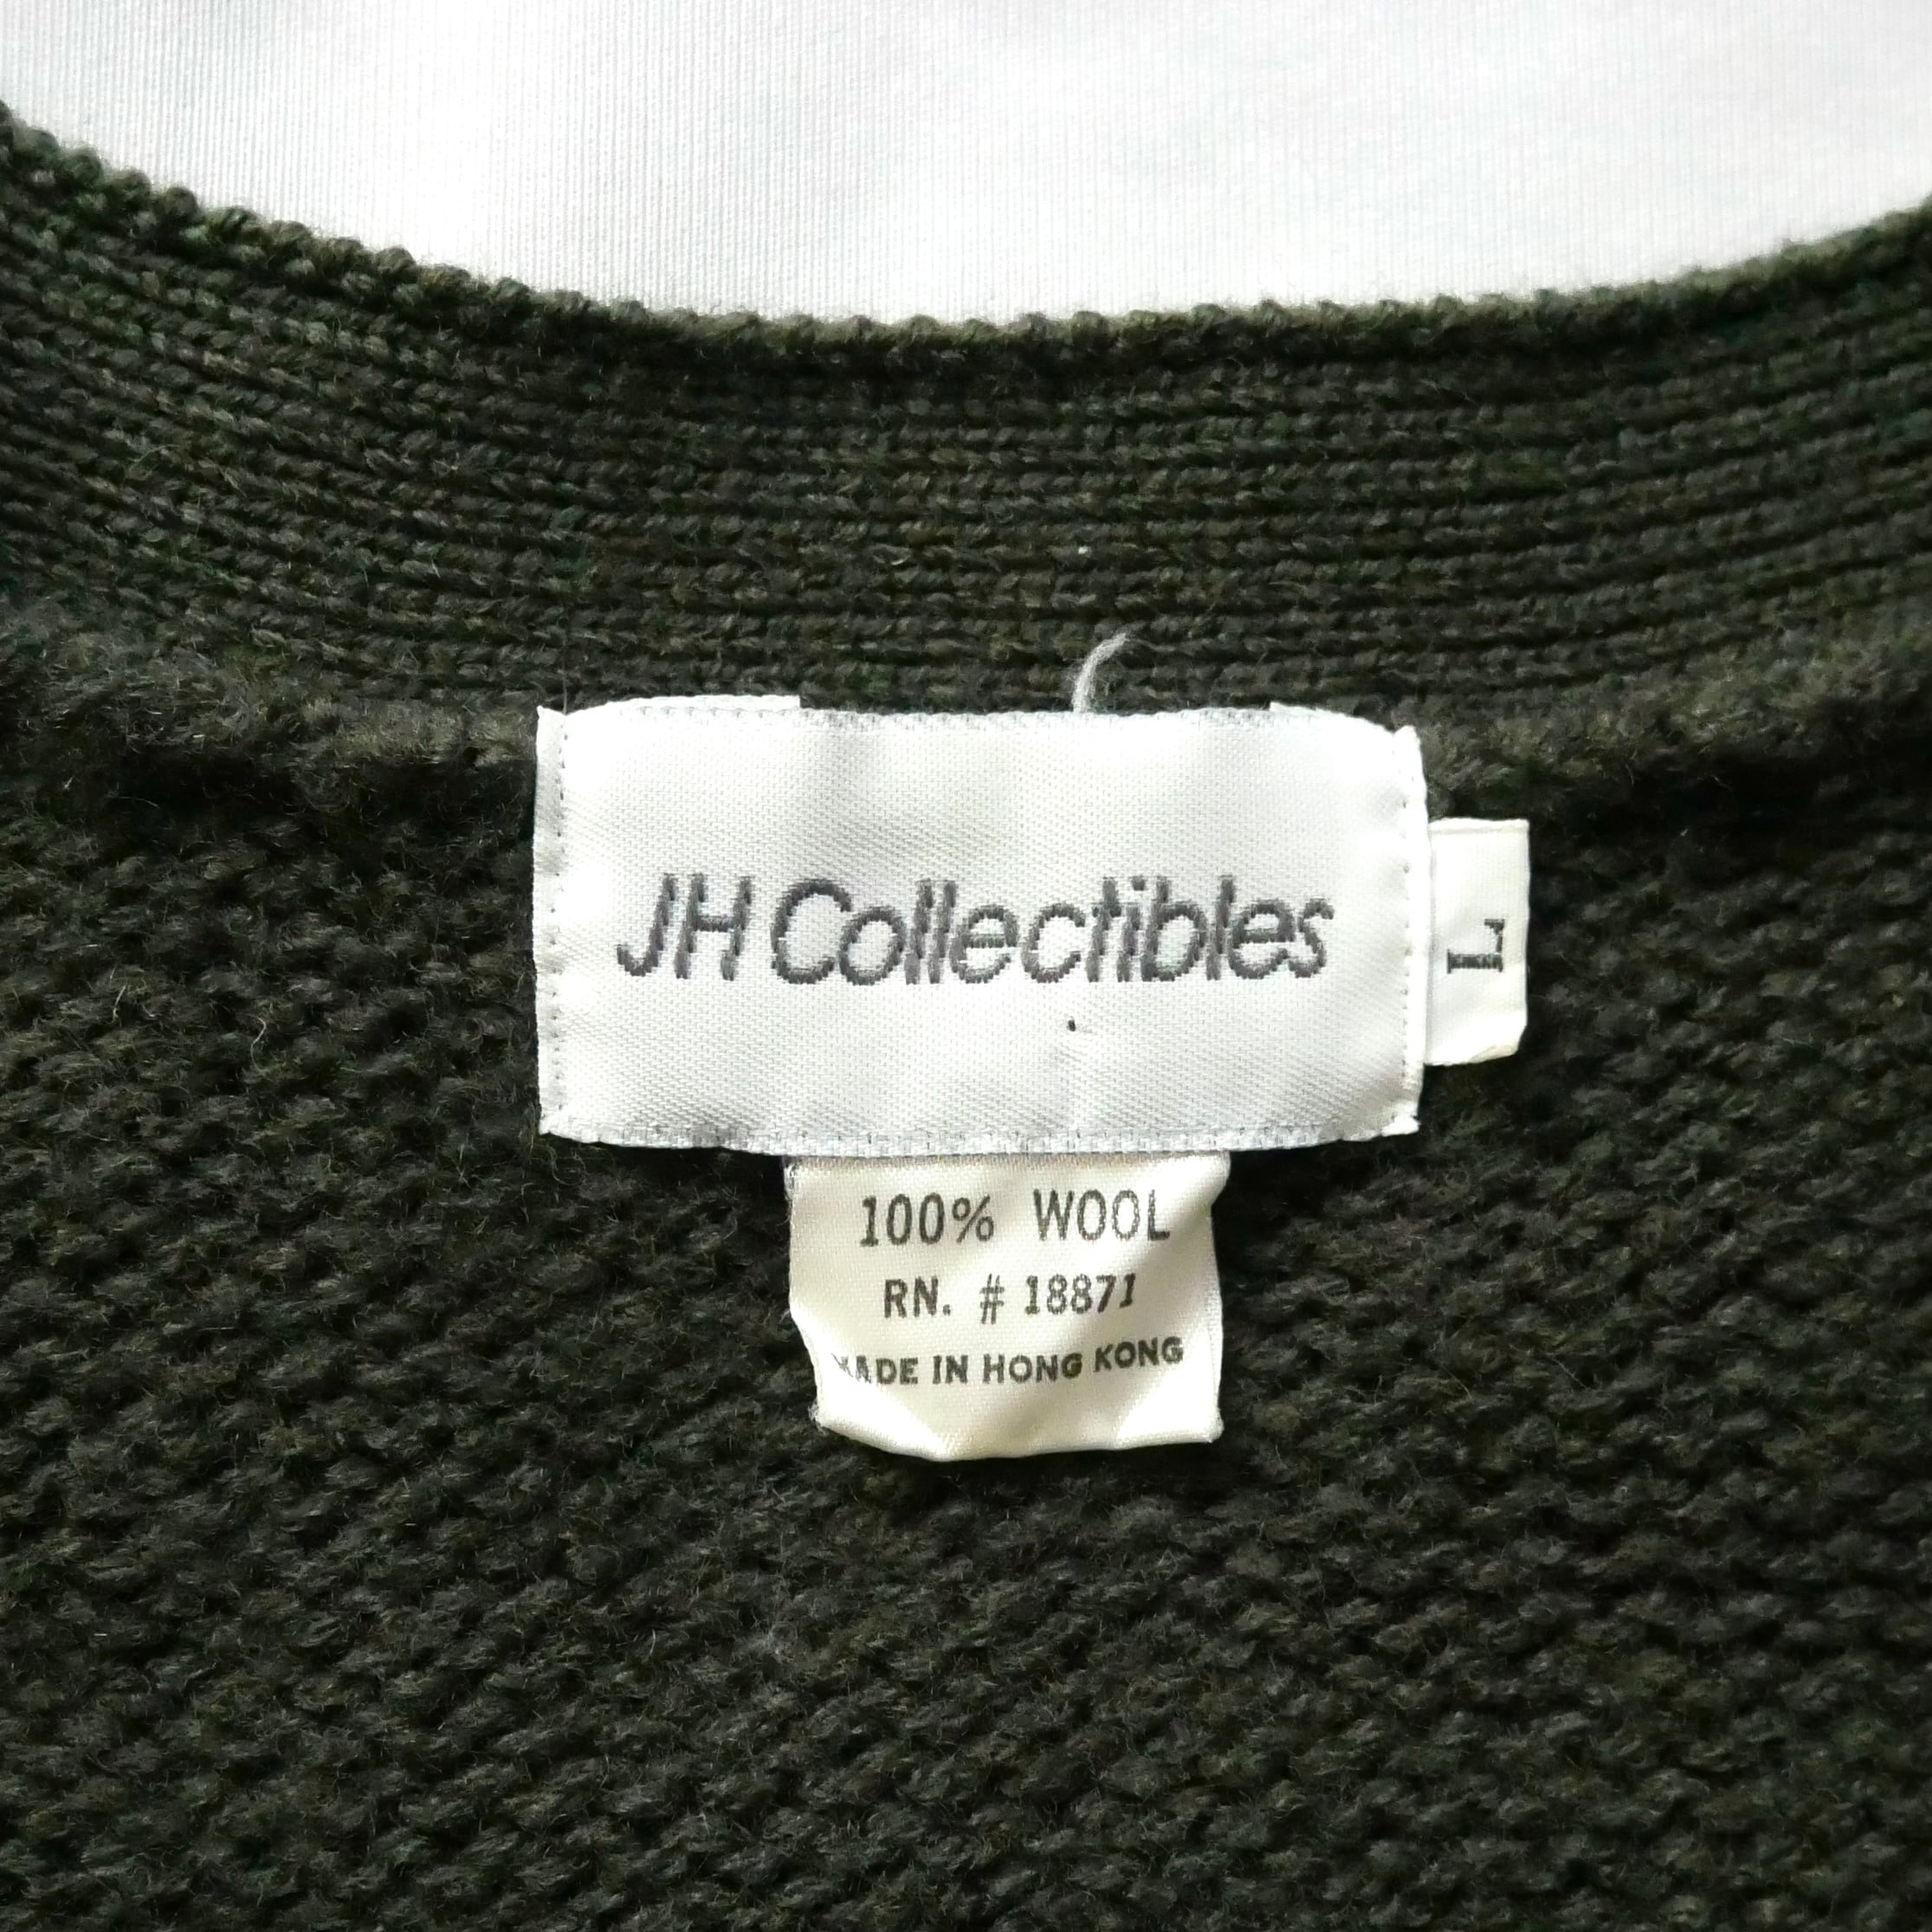 JH Collectibles
L
100% WOOL
RN. # 18871
MADE IN HONG KONG